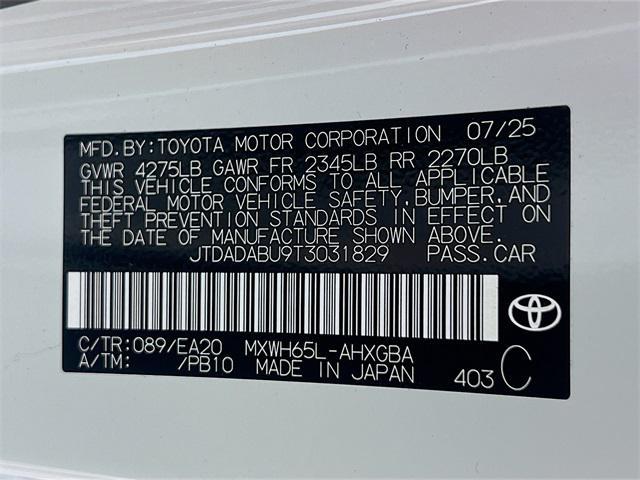 MFD. BY: TOYOTA MOTOR CORPORATION 07/25
GVWR 4275LB GAWR FR 2345LB RR 2270LB
THIS VEHICLE CONFORMS TO ALL APPLICABLE
FEDERAL MOTOR VEHICLE SAFETY, BUMPER, AND
THEFT PREVENTION STANDARDS IN EFFECT ON
THE DATE OF MANUFACTURE SHOWN ABOVE.
JTDADABU9T3031829 PASS. CAR
C/TR: 089/EA20 MXWH65L-AHXGBA
A/TM: /PB10 MADE IN JAPAN 403 C